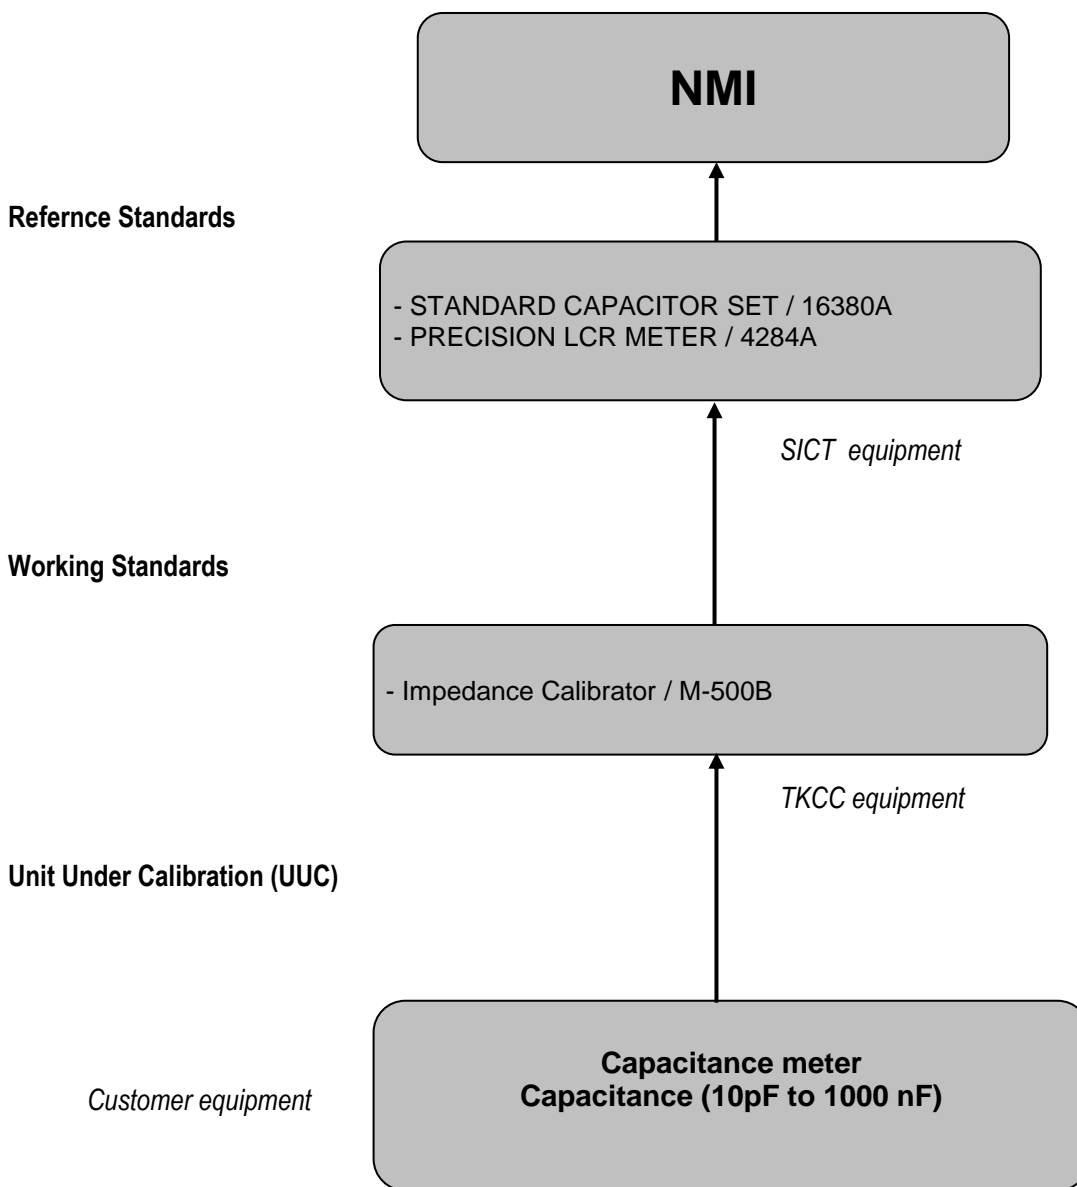 NMI
Refernce Standards
- STANDARD CAPACITOR SET / 16380A
- PRECISION LCR METER / 4284A
SICT equipment
Working Standards
- Impedance Calibrator / M-500B
TKCC equipment
Unit Under Calibration (UUC)
Capacitance meter
Capacitance (10pF to 1000 nF)
Customer equipment